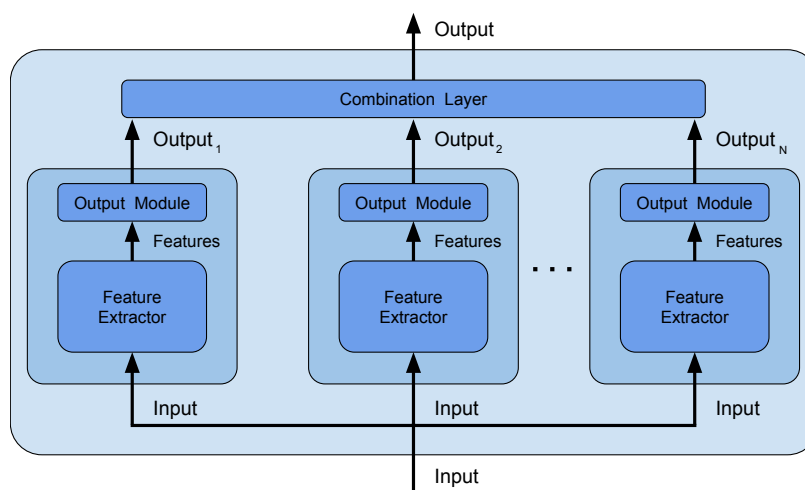 Output
Combination Layer
Output1 Output2 OutputN
Output Module Output Module Output Module
Features Features Features
. . .
Feature Extractor Feature Extractor Feature Extractor
Input Input Input
Input